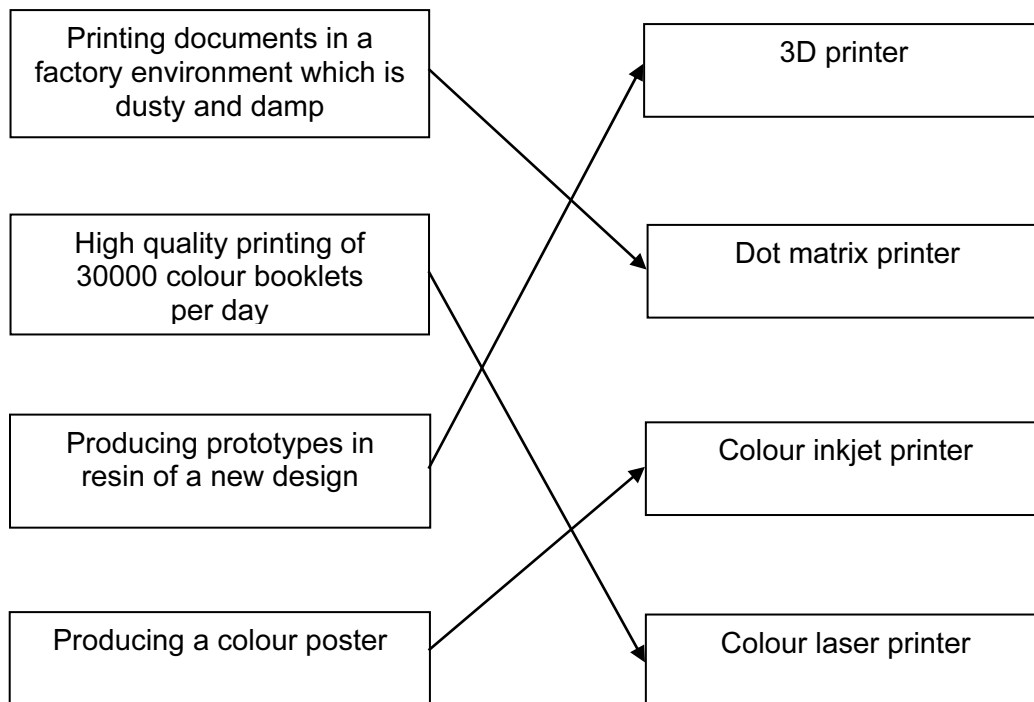 Printing documents in a
factory environment which is
dusty and damp
3D printer
High quality printing of
30000 colour booklets
per day
Dot matrix printer
Producing prototypes in
resin of a new design
Colour inkjet printer
Producing a colour poster
Colour laser printer